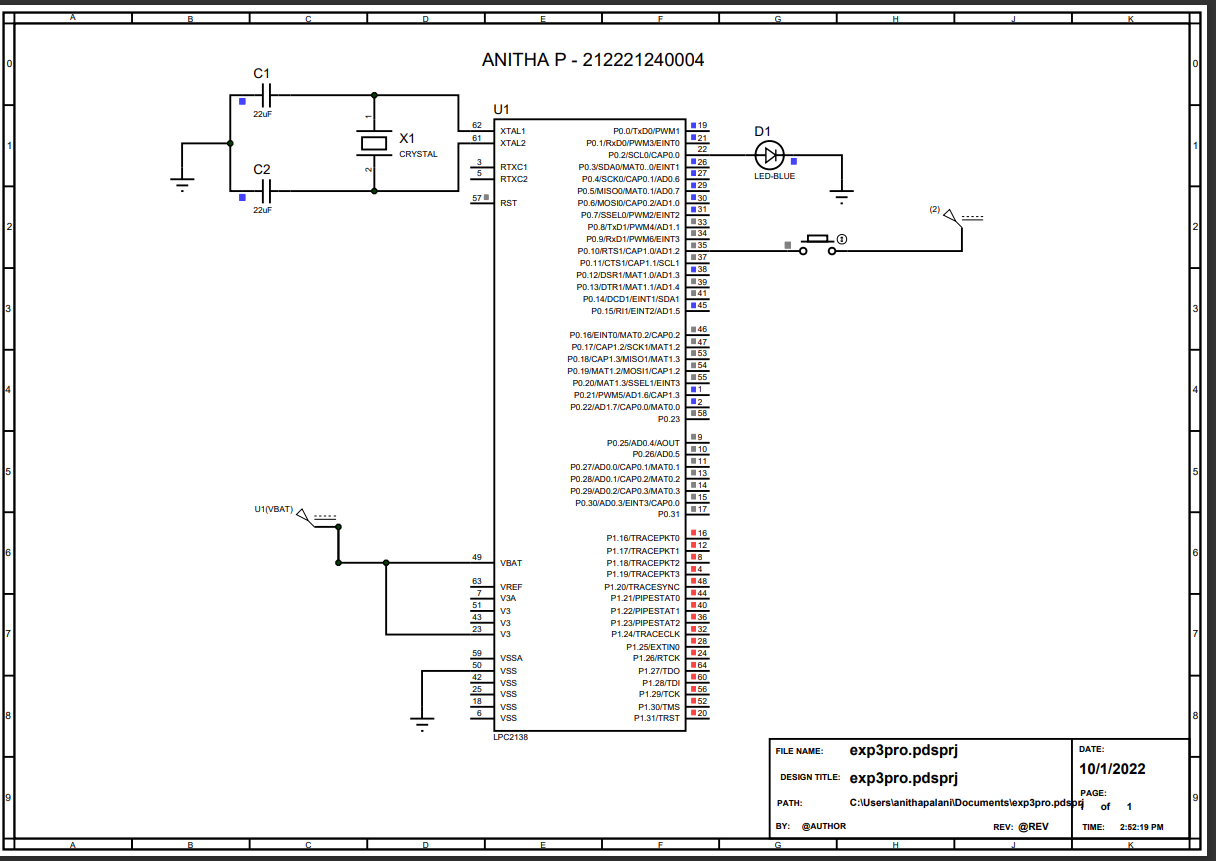 A B C D E F G H J K
ANITHA P - 212221240004
0 0
1 1
2 2
3 3
4 4
5 5
6 6
7 7
8 8
9 9
C1
22uF
C2
22uF
1
2
X1
CRYSTAL
U1
62 XTAL1
61 XTAL2
3 RTXC1
5 RTXC2
57 RST
49 VBAT
63 VREF
7 V3A
51 V3
43 V3
23 V3
59 VSSA
50 VSS
42 VSS
25 VSS
18 VSS
6 VSS
P0.0/TxD0/PWM1 19
P0.1/RxD0/PWM3/EINT0 21
P0.2/SCL0/CAP0.0 22
P0.3/SDA0/MAT0..0/EINT1 26
P0.4/SCK0/CAP0.1/AD0.6 27
P0.5/MISO0/MAT0.1/AD0.7 29
P0.6/MOSI0/CAP0.2/AD1.0 30
P0.7/SSEL0/PWM2/EINT2 31
P0.8/TxD1/PWM4/AD1.1 33
P0.9/RxD1/PWM6/EINT3 34
P0.10/RTS1/CAP1.0/AD1.2 35
P0.11/CTS1/CAP1.1/SCL1 37
P0.12/DSR1/MAT1.0/AD1.3 38
P0.13/DTR1/MAT1.1/AD1.4 39
P0.14/DCD1/EINT1/SDA1 41
P0.15/RI1/EINT2/AD1.5 45
P0.16/EINT0/MAT0.2/CAP0.2 46
P0.17/CAP1.2/SCK1/MAT1.2 47
P0.18/CAP1.3/MISO1/MAT1.3 53
P0.19/MAT1.2/MOSI1/CAP1.2 54
P0.20/MAT1.3/SSEL1/EINT3 55
P0.21/PWM5/AD1.6/CAP1.3 1
P0.22/AD1.7/CAP0.0/MAT0.0 2
P0.23 58
P0.25/AD0.4/AOUT 9
P0.26/AD0.5 10
P0.27/AD0.0/CAP0.1/MAT0.1 11
P0.28/AD0.1/CAP0.2/MAT0.2 13
P0.29/AD0.2/CAP0.3/MAT0.3 14
P0.30/AD0.3/EINT3/CAP0.0 15
P0.31 17
P1.16/TRACEPKT0 16
P1.17/TRACEPKT1 12
P1.18/TRACEPKT2 8
P1.19/TRACEPKT3 4
P1.20/TRACESYNC 48
P1.21/PIPESTAT0 44
P1.22/PIPESTAT1 40
P1.23/PIPESTAT2 36
P1.24/TRACECLK 32
P1.25/EXTIN0 28
P1.26/RTCK 24
P1.27/TDO 64
P1.28/TDI 60
P1.29/TCK 56
P1.30/TMS 52
P1.31/TRST 20
LPC2138
D1
LED-BLUE
(2)
U1(VBAT)
FILE NAME: exp3pro.pdsprj
DESIGN TITLE: exp3pro.pdsprj
PATH: C:\Users\anithapalani\Documents\exp3pro.pdsprj
BY: @AUTHOR REV: @REV
DATE:
10/1/2022
PAGE:
1 of 1
TIME: 2:52:19 PM
A B C D E F G H J K